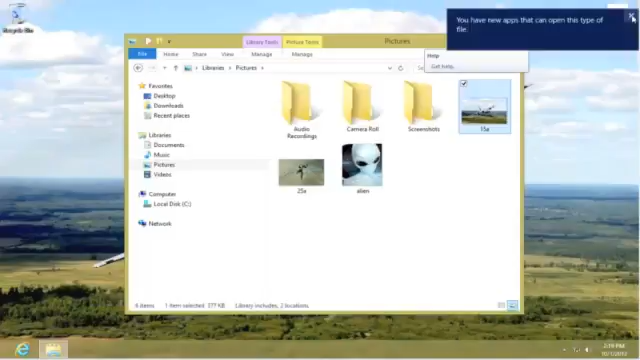 Recycle Bin
You have new apps that can open this type of
file.
Library Tools
Picture Tools
Pictures
File
Home
Share
View
Manage
Manage
Help
Get help.
Libraries
Pictures
Favorites
Desktop
Downloads
Recent places
Libraries
Documents
Music
Pictures
Videos
Computer
Local Disk (C:)
Network
Audio
Recordings
Camera Roll
Screenshots
15a
25a
alien
6 items
1 item selected 377 KB
Library includes: 2 locations
2:19 PM